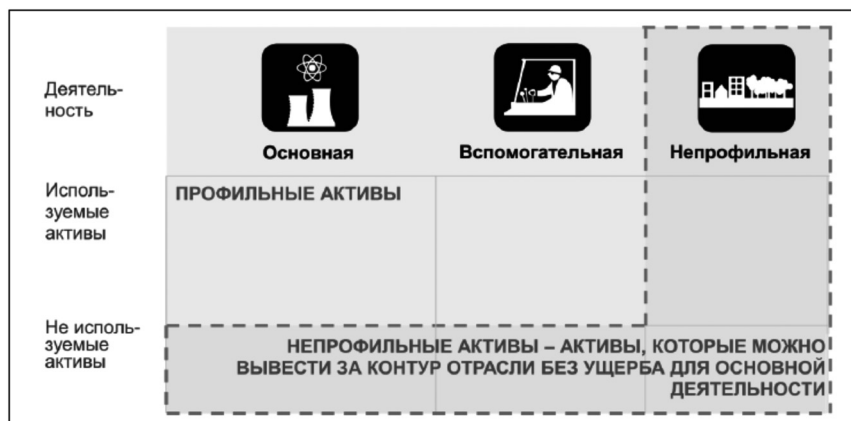 Деятель-
ность
Основная
Вспомогательная
Непрофильная
Исполь-
зуемые
активы
ПРОФИЛЬНЫЕ АКТИВЫ
Не исполь-
зуемые
активы
НЕПРОФИЛЬНЫЕ АКТИВЫ – АКТИВЫ, КОТОРЫЕ МОЖНО
ВЫВЕСТИ ЗА КОНТУР ОТРАСЛИ БЕЗ УЩЕРБА ДЛЯ ОСНОВНОЙ
ДЕЯТЕЛЬНОСТИ